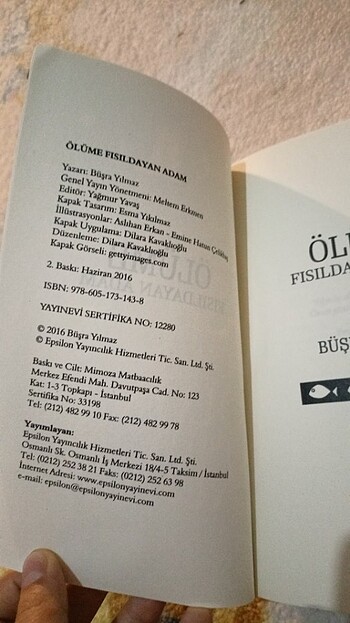 ÖLÜME FISILDAYAN ADAM
Yazarı: Büşra Yılmaz
Genel Yayın Yönetmeni: Meltem Erkmen
Editör: Yağmur Yavaş
Kapak Tasarım: Esma Yıkılmaz
İllüstrasyonlar: Aslıhan Erkan - Emine Hatun
Kapak Uygulama: Dilara Kavaklıoğlu
Düzenleme: Dilara Kavaklıoğlu
Kapak Görseli: gettyimages.com
2. Baskı: Haziran 2016
ISBN: 978-605-173-143-8
YAYINEVİ SERTİFİKA NO: 12280
© 2016 Büşra Yılmaz
© Epsilon Yayıncılık Hizmetleri Tic. San. Ltd. Şti.
Baskı ve Cilt: Mimoza Matbaacılık
Merkez Efendi Mah. Davutpaşa Cad. No: 123
Kat: 1-3 Topkapı - İstanbul
Sertifika No: 33198
Tel: (212) 482 99 10 Fax: (212) 482 99 78
Yayımlayan:
Epsilon Yayıncılık Hizmetleri Tic. San. Ltd. Şti.
Osmanlı Sk. Osmanlı İş Merkezi 18/4-5 Taksim / İstanbul
Tel: (0212) 252 38 21 Faks: (0212) 252 63 98
İnternet Adresi: www.epsilonyayinevi.com
e-mail: epsilon@epsilonyayinevi.com
ÖL
FISILDA
BÜŞ